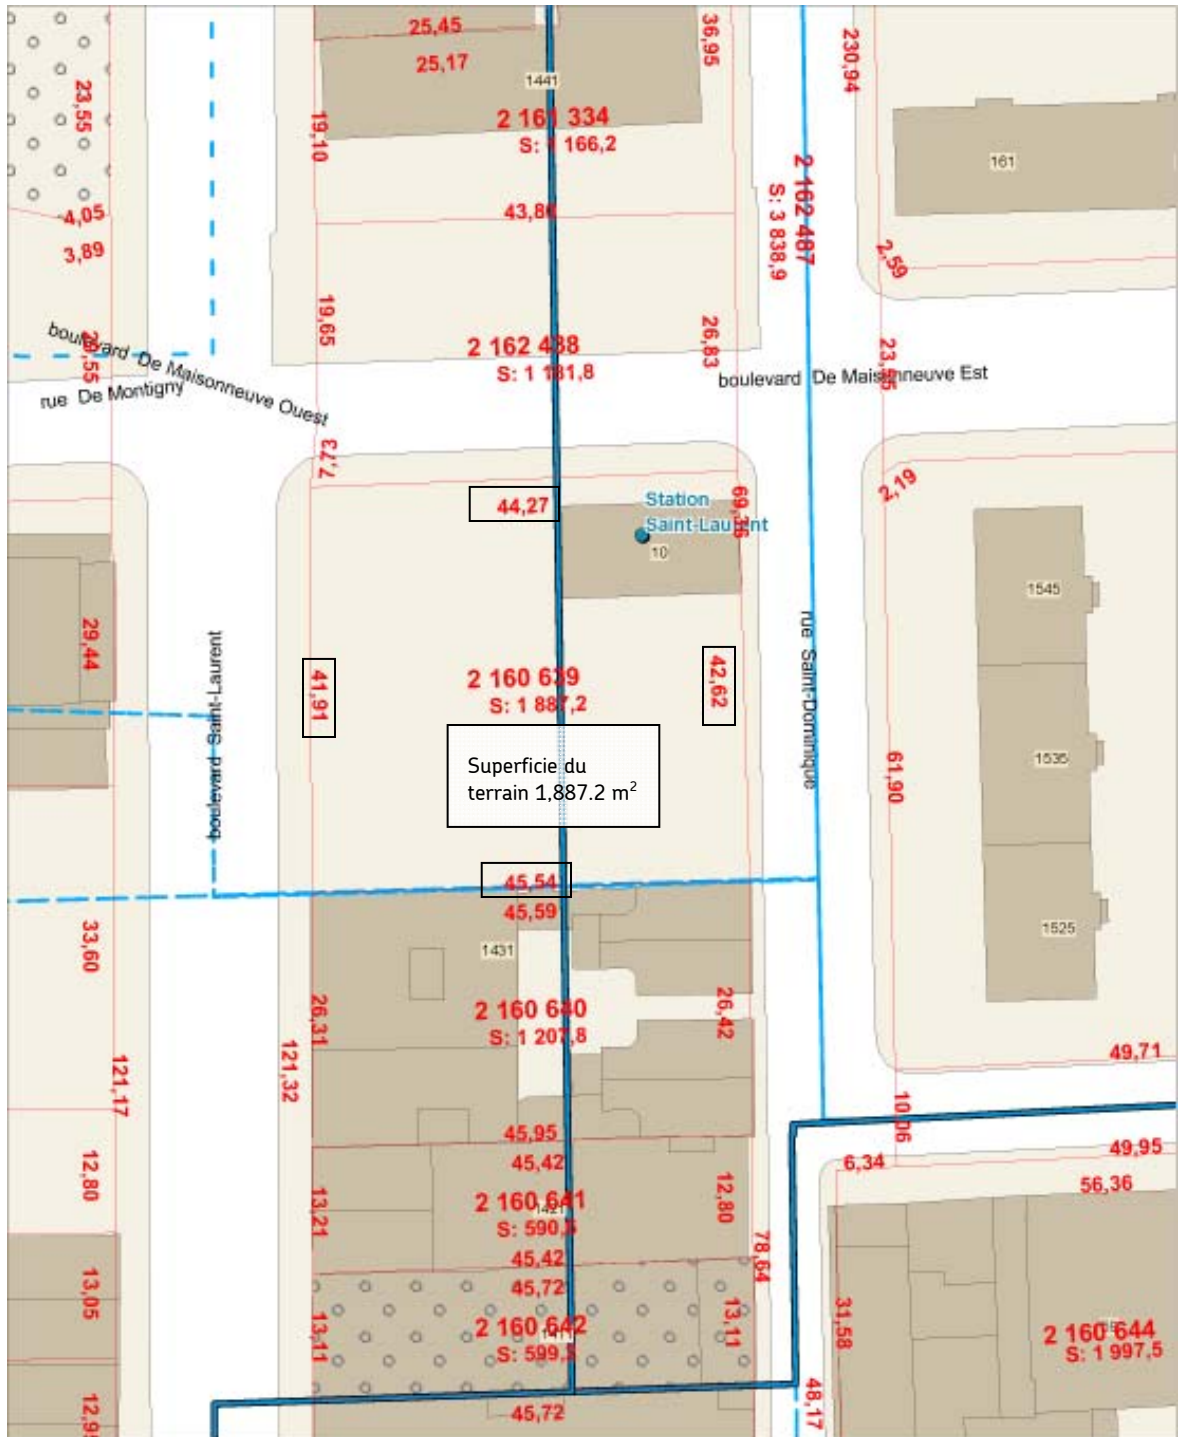 25,45
25,17
1441
36,95
230,94
23,55
19,10
2 161 334
S: 1 166,2
161
2 162 487
S: 3 838,9
4,05
3,89
43,8
2,59
19,65
26,83
2 162 438
S: 1 181,8
boulevard De Maisonneuve Ouest
rue De Montigny
boulevard De Maisonneuve Est
7,73
2,19
44,27
Station
Saint-Laurent
10
1545
29,44
boulevard Saint-Laurent
41,91
2 160 639
S: 1 887,2
42,62
rue Saint-Dominique
61,90
1535
Superficie du
terrain 1,887.2 m²
45,54
45,59
1431
33,60
1525
26,31
2 160 640
S: 1 207,8
26,42
121,17
121,32
49,71
10,06
45,95
45,42
6,34
49,95
56,36
12,80
13,21
2 160 641
S: 590,5
12,80
78,64
45,42
45,72
13,05
13,11
2 160 642
S: 599,
13,11
31,58
2 160 644
S: 1 997,5
45,72
48,17
12,9